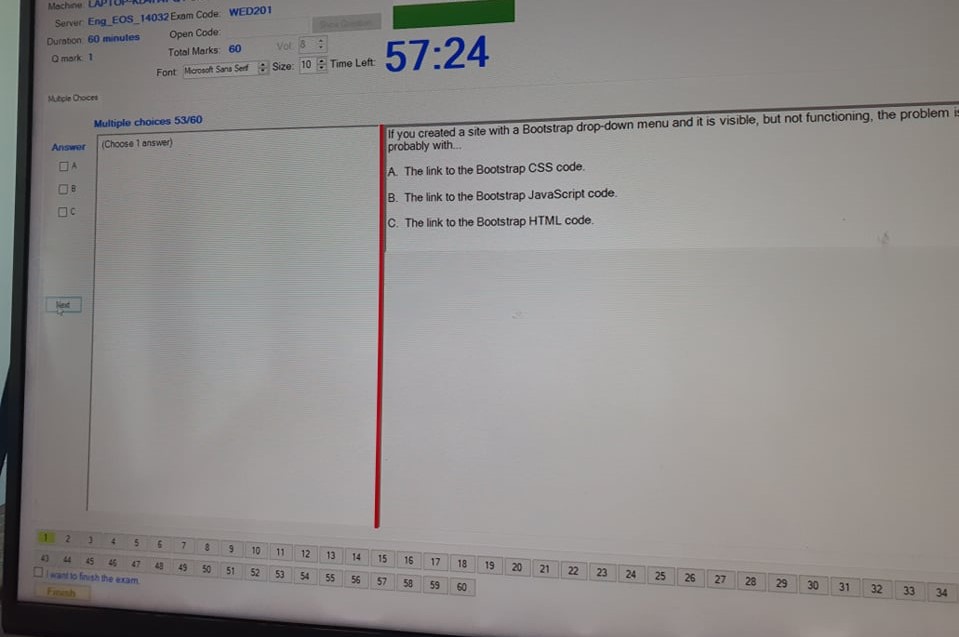 Machine: LAPTOP-
Server: Eng_EOS_14032 Exam Code: WED201
Duration: 60 minutes Open Code:
Q mark: 1 Total Marks: 60 Vol: 8
Font: Microsoft Sans Serif Size: 10 Time Left: 57:24
Multiple Choices
Multiple choices 53/60
Answer
(Choose 1 answer)
A
B
C
Next
If you created a site with a Bootstrap drop-down menu and it is visible, but not functioning, the problem is
probably with...
A. The link to the Bootstrap CSS code.
B. The link to the Bootstrap JavaScript code.
C. The link to the Bootstrap HTML code.
1 2 3 4 5 6 7 8 9 10 11 12 13 14 15 16 17 18 19 20 21 22 23 24 25 26 27 28 29 30 31 32 33 34
43 44 45 46 47 48 49 50 51 52 53 54 55 56 57 58 59 60
I want to finish the exam.
Finish